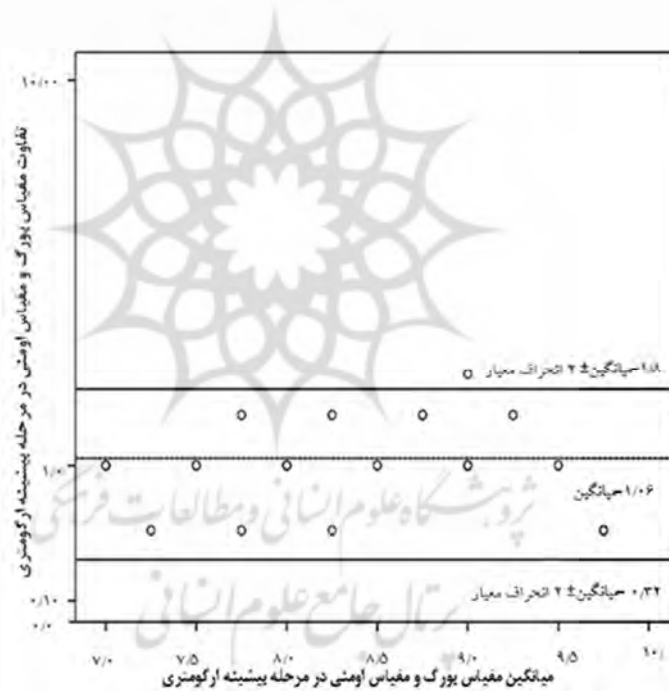 تفاوت مقیاس بورگ و مقیاس اومنی در مرحله بیشینه ارگومتری
۱۰/۰۰
۱/۰۰
۰/۱۰
۰/۰
۱/۸=میانگین±۲ انحراف معیار
۱/۰۶=میانگین
۰/۳۲=میانگین±۲ انحراف معیار
پژوهشگاه علوم انسانی و مطالعات فرهنگی
پرتال جامع علوم انسانی
۷/۰ ۷/۵ ۸/۰ ۸/۵ ۹/۰ ۹/۵ ۱۰/
میانگین مقیاس بورگ و مقیاس اومنی در مرحله بیشینه ارگومتری